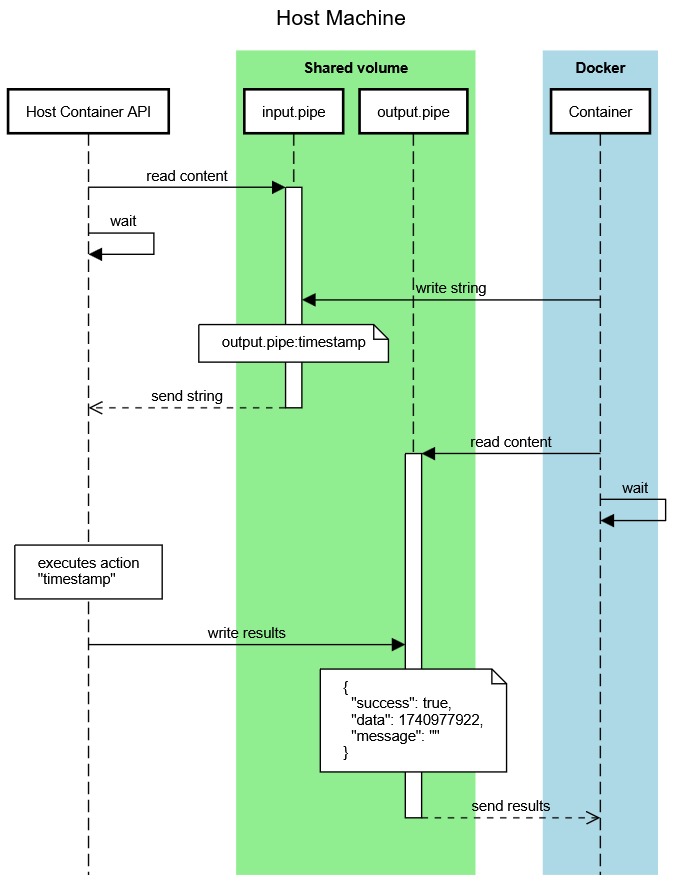 Host Machine
Shared volume
Docker
Host Container API
input.pipe
output.pipe
Container
read content
wait
write string
output.pipe:timestamp
send string
read content
wait
executes action
"timestamp"
write results
{
"success": true,
"data": 1740977922,
"message": ""
}
send results